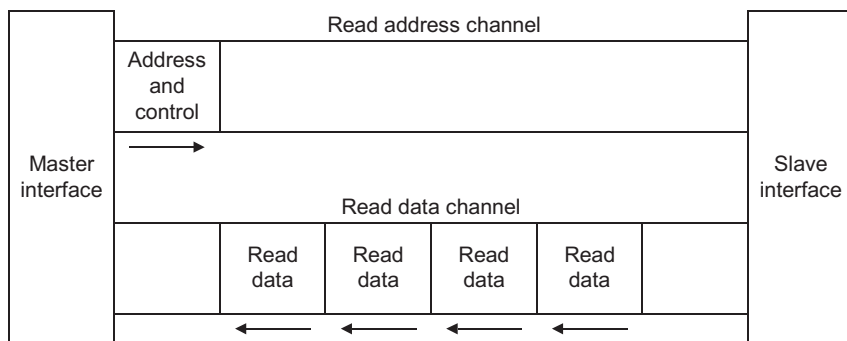 Read address channel
Address
and
control
Master
interface
Slave
interface
Read data channel
Read
data
Read
data
Read
data
Read
data